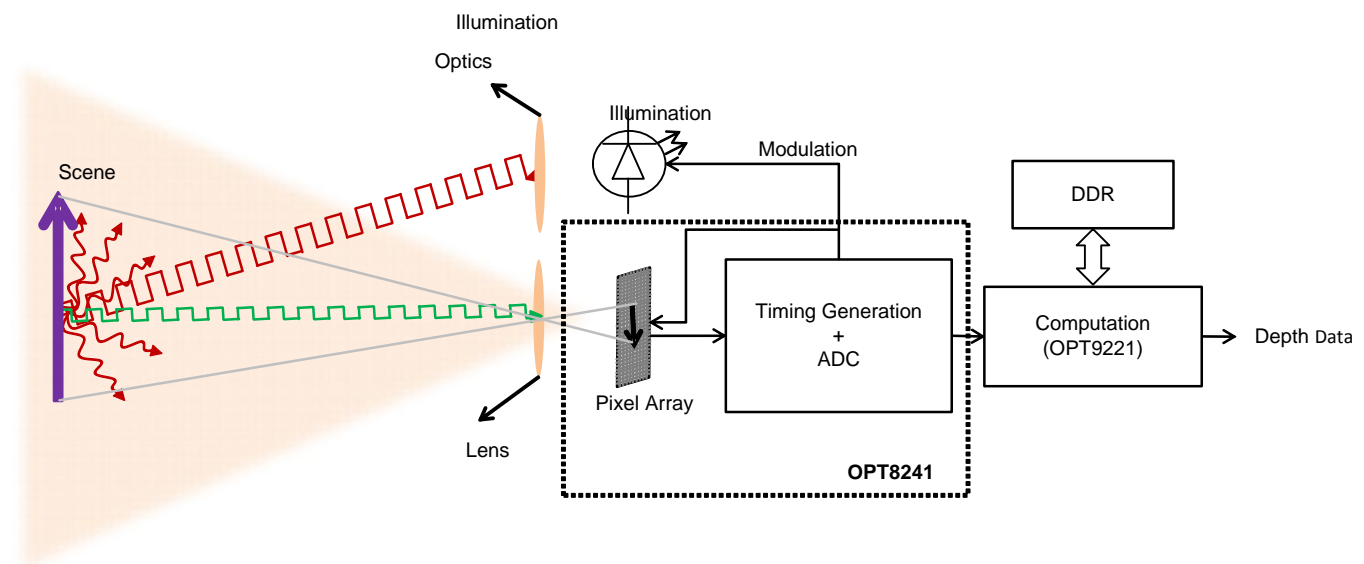 Illumination
Optics
Scene
Illumination
Modulation
DDR
Timing Generation
+
ADC
Computation
(OPT9221)
Depth Data
Pixel Array
Lens
OPT8241